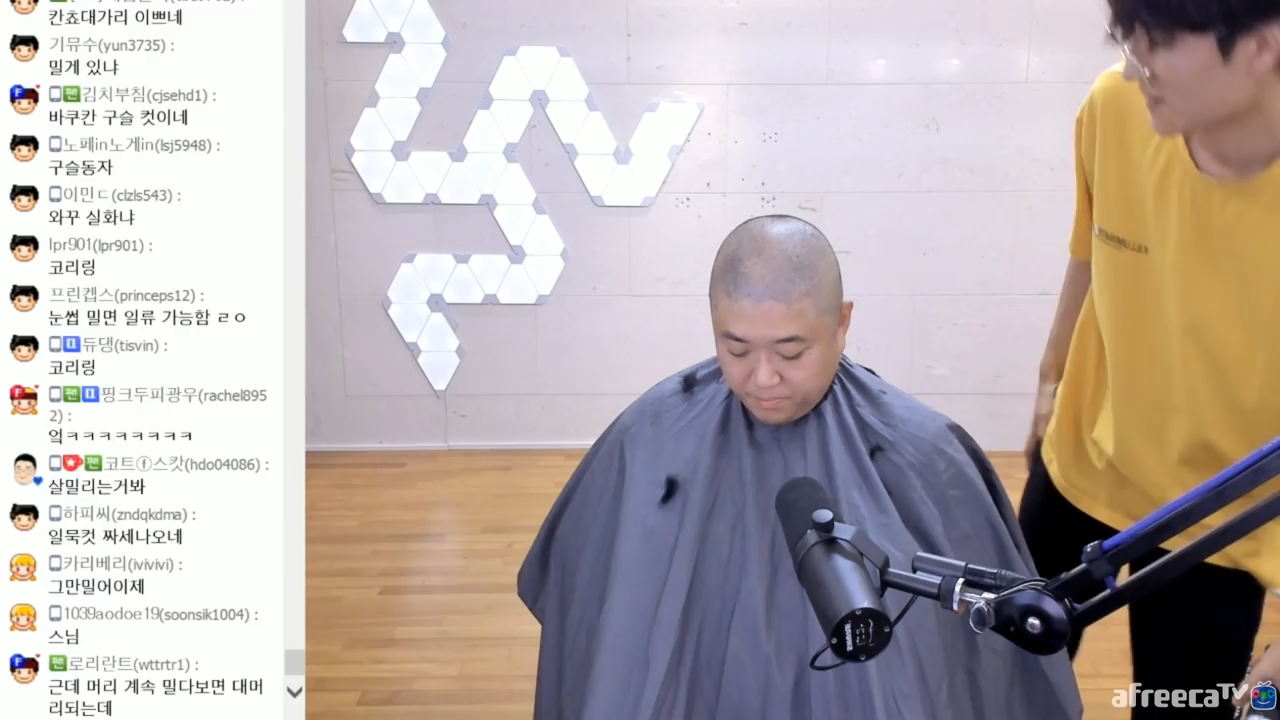 칸쵸대가리 이쁘네
기뮤수(yun3735) :
밀게 있냐
팬 김치부침(cjsehd1) :
바쿠칸 구슬 컷이네
노페in노게in(lsj5948) :
구슬동자
이민ㄷ(clzls543) :
와꾸 실화냐
lpr901(lpr901) :
코리링
프린켑스(princeps12) :
눈썹 밀면 일류 가능함 ㄹㅇ
듀댕(tisvin) :
코리링
팬 핑크두피광우(rachel895
2) :
엌ㅋㅋㅋㅋㅋㅋㅋㅋ
팬 코트ⓕ스캇(hdo04086) :
살밀리는거봐
하피씨(zndqkdma) :
일묵컷 짜세나오네
카리베리(ivivivi) :
그만밀어이제
1039aodoe19(soonsik1004) :
스님
팬 로리란트(wttrtr1) :
근데 머리 계속 밀다보면 대머
리되는데
afreecaTV